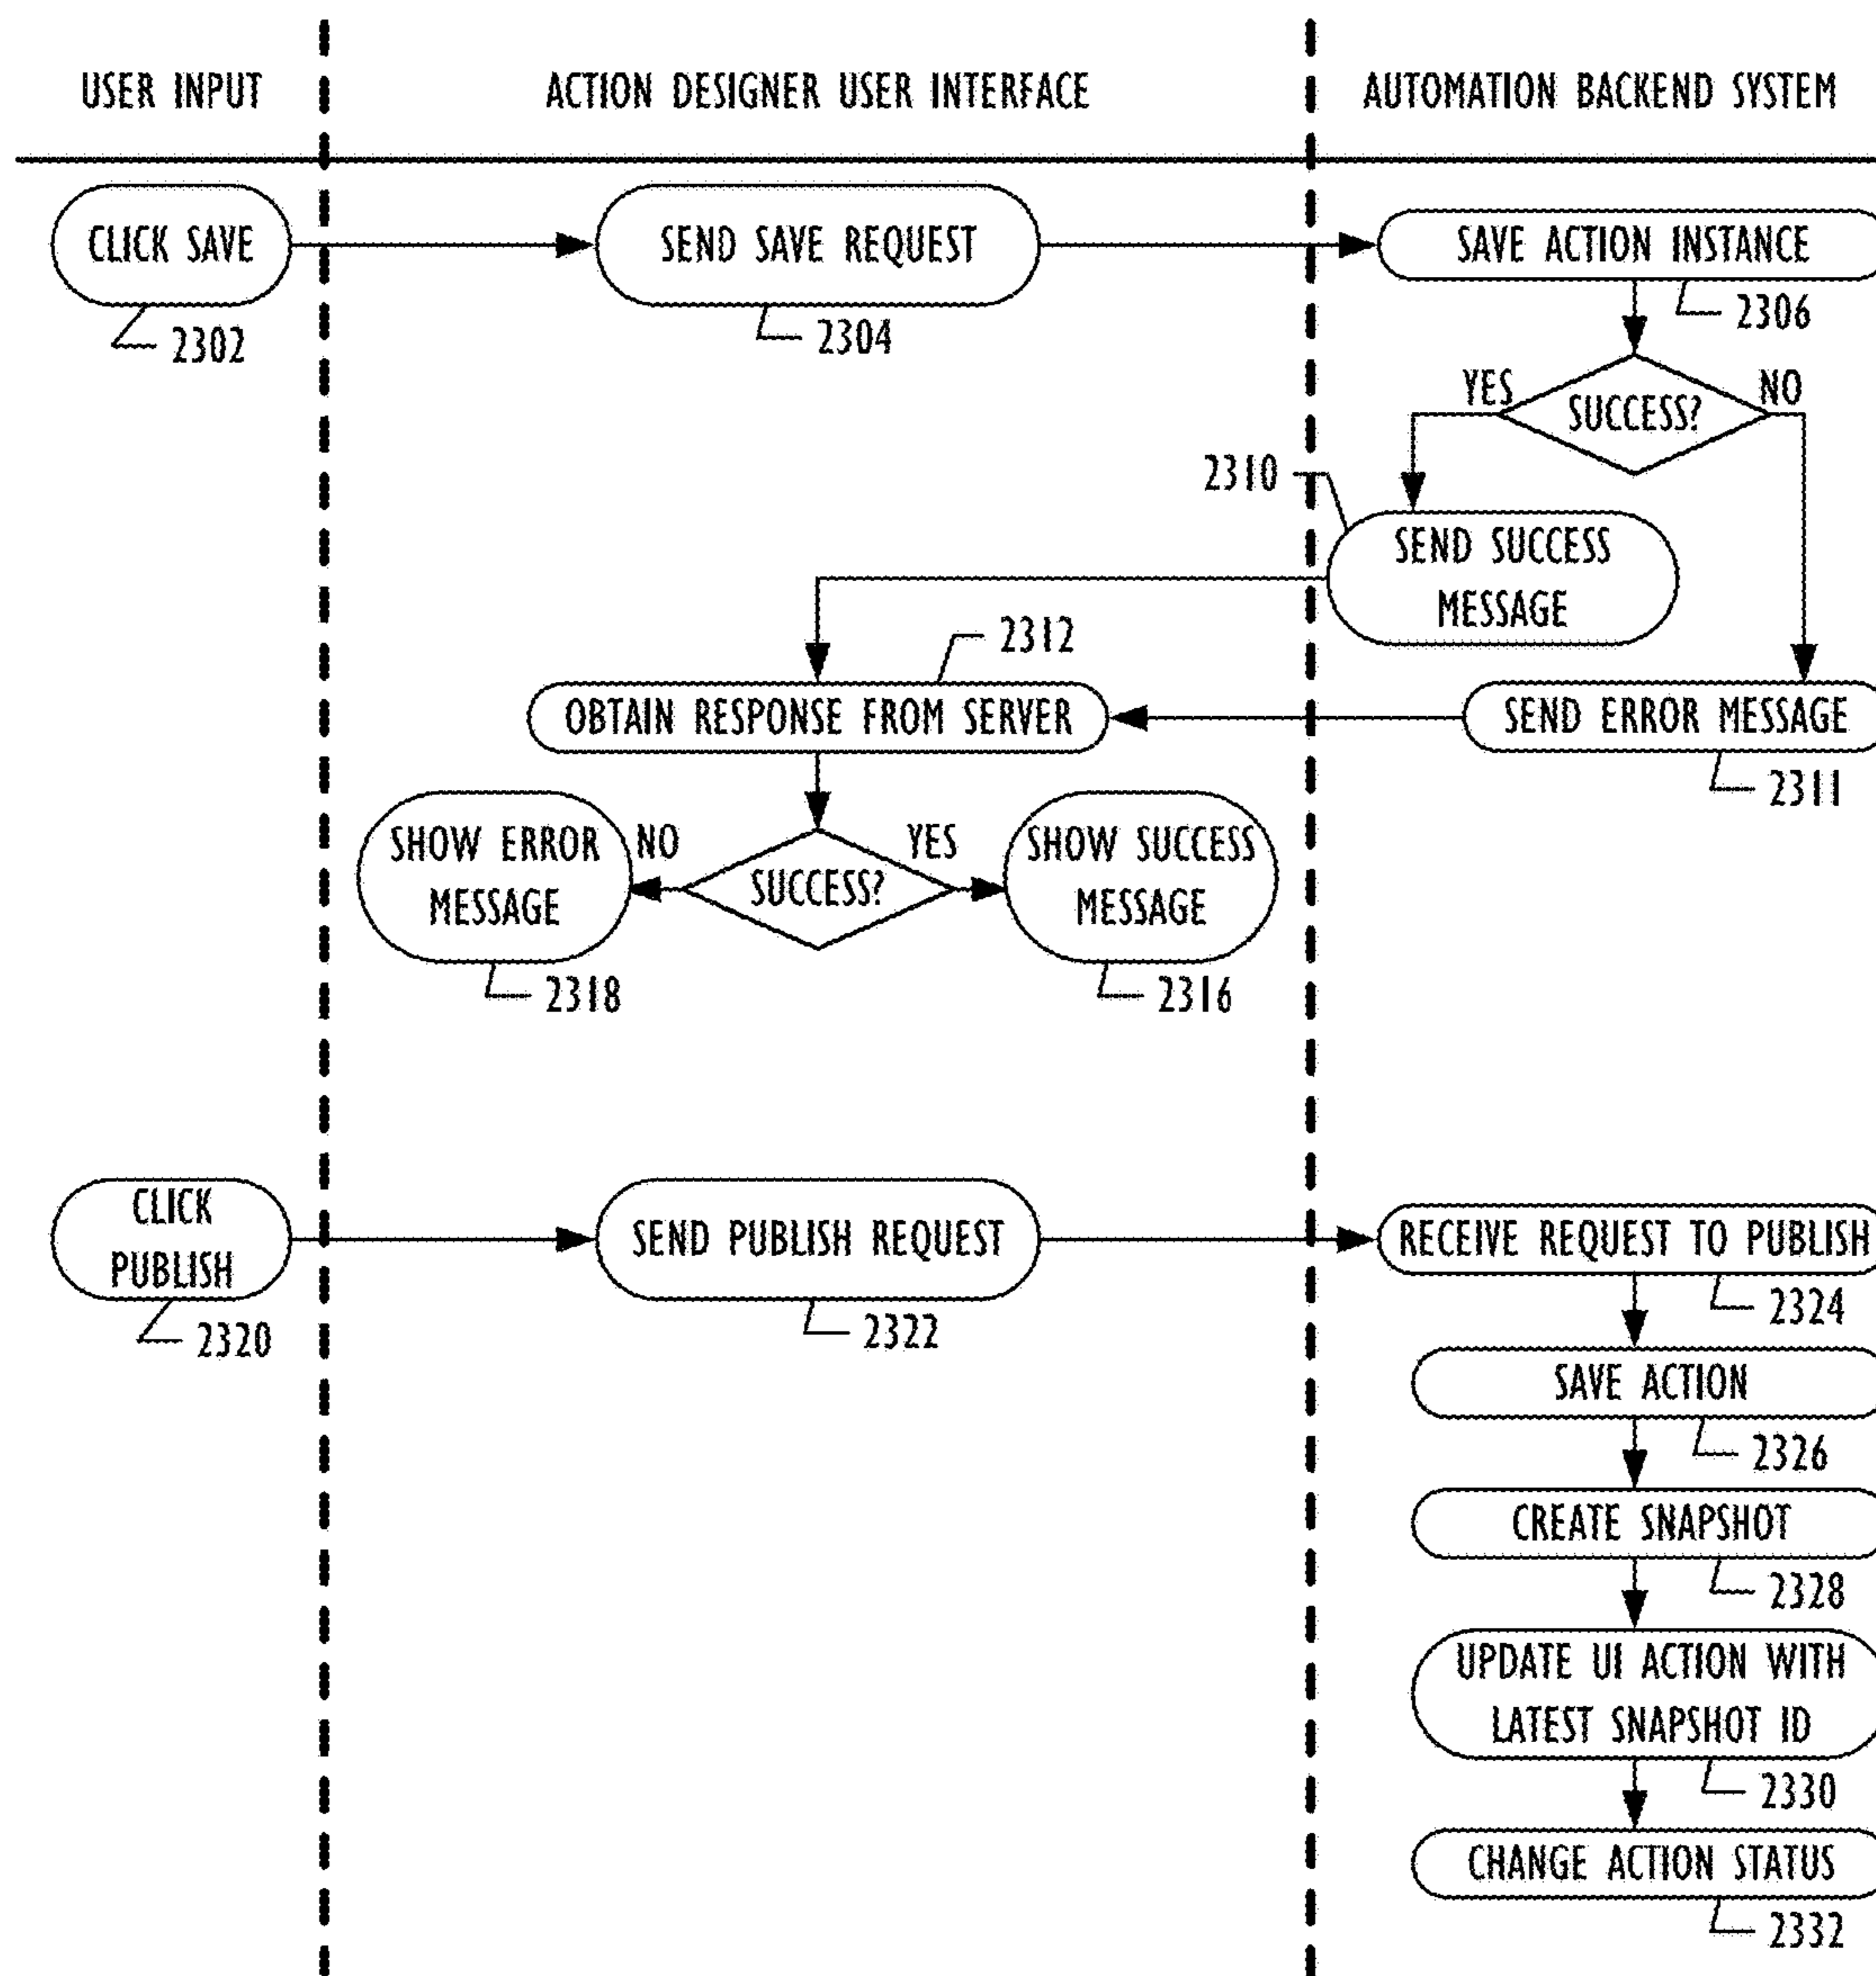 USER INPUT
ACTION DESIGNER USER INTERFACE
AUTOMATION BACKEND SYSTEM
CLICK SAVE
2302
SEND SAVE REQUEST
2304
SAVE ACTION INSTANCE
2306
YES
SUCCESS?
NO
2310
SEND SUCCESS
MESSAGE
SEND ERROR MESSAGE
2311
2312
OBTAIN RESPONSE FROM SERVER
SHOW ERROR
MESSAGE
2318
NO
SUCCESS?
YES
SHOW SUCCESS
MESSAGE
2316
CLICK
PUBLISH
2320
SEND PUBLISH REQUEST
2322
RECEIVE REQUEST TO PUBLISH
2324
SAVE ACTION
2326
CREATE SNAPSHOT
2328
UPDATE UI ACTION WITH
LATEST SNAPSHOT ID
2330
CHANGE ACTION STATUS
2332